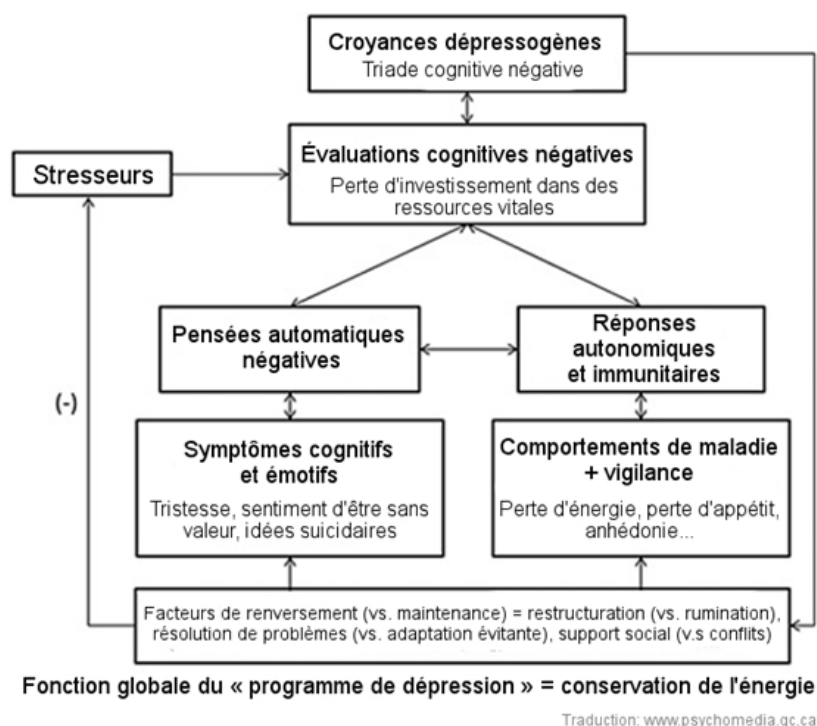 Croyances dépressogènes
Triade cognitive négative
Évaluations cognitives négatives
Perte d'investissement dans des
ressources vitales
Stresseurs
Pensées automatiques
négatives
Réponses
autonomiques
et immunitaires
(-)
Symptômes cognitifs
et émotifs
Tristesse, sentiment d'être sans
valeur, idées suicidaires
Comportements de maladie
+ vigilance
Perte d'énergie, perte d'appétit,
anhédonie...
Facteurs de renversement (vs. maintenance) = restructuration (vs. rumination),
résolution de problèmes (vs. adaptation évitante), support social (v.s conflits)
Fonction globale du « programme de dépression » = conservation de l'énergie
Traduction: www.psychomedia.qc.ca